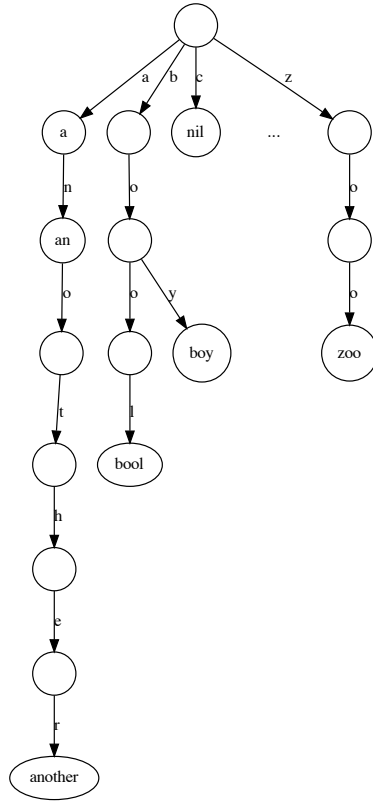 a b c z
a nil ...
n o o
an
o o y o
boy zoo
t l
bool
h
e
r
another